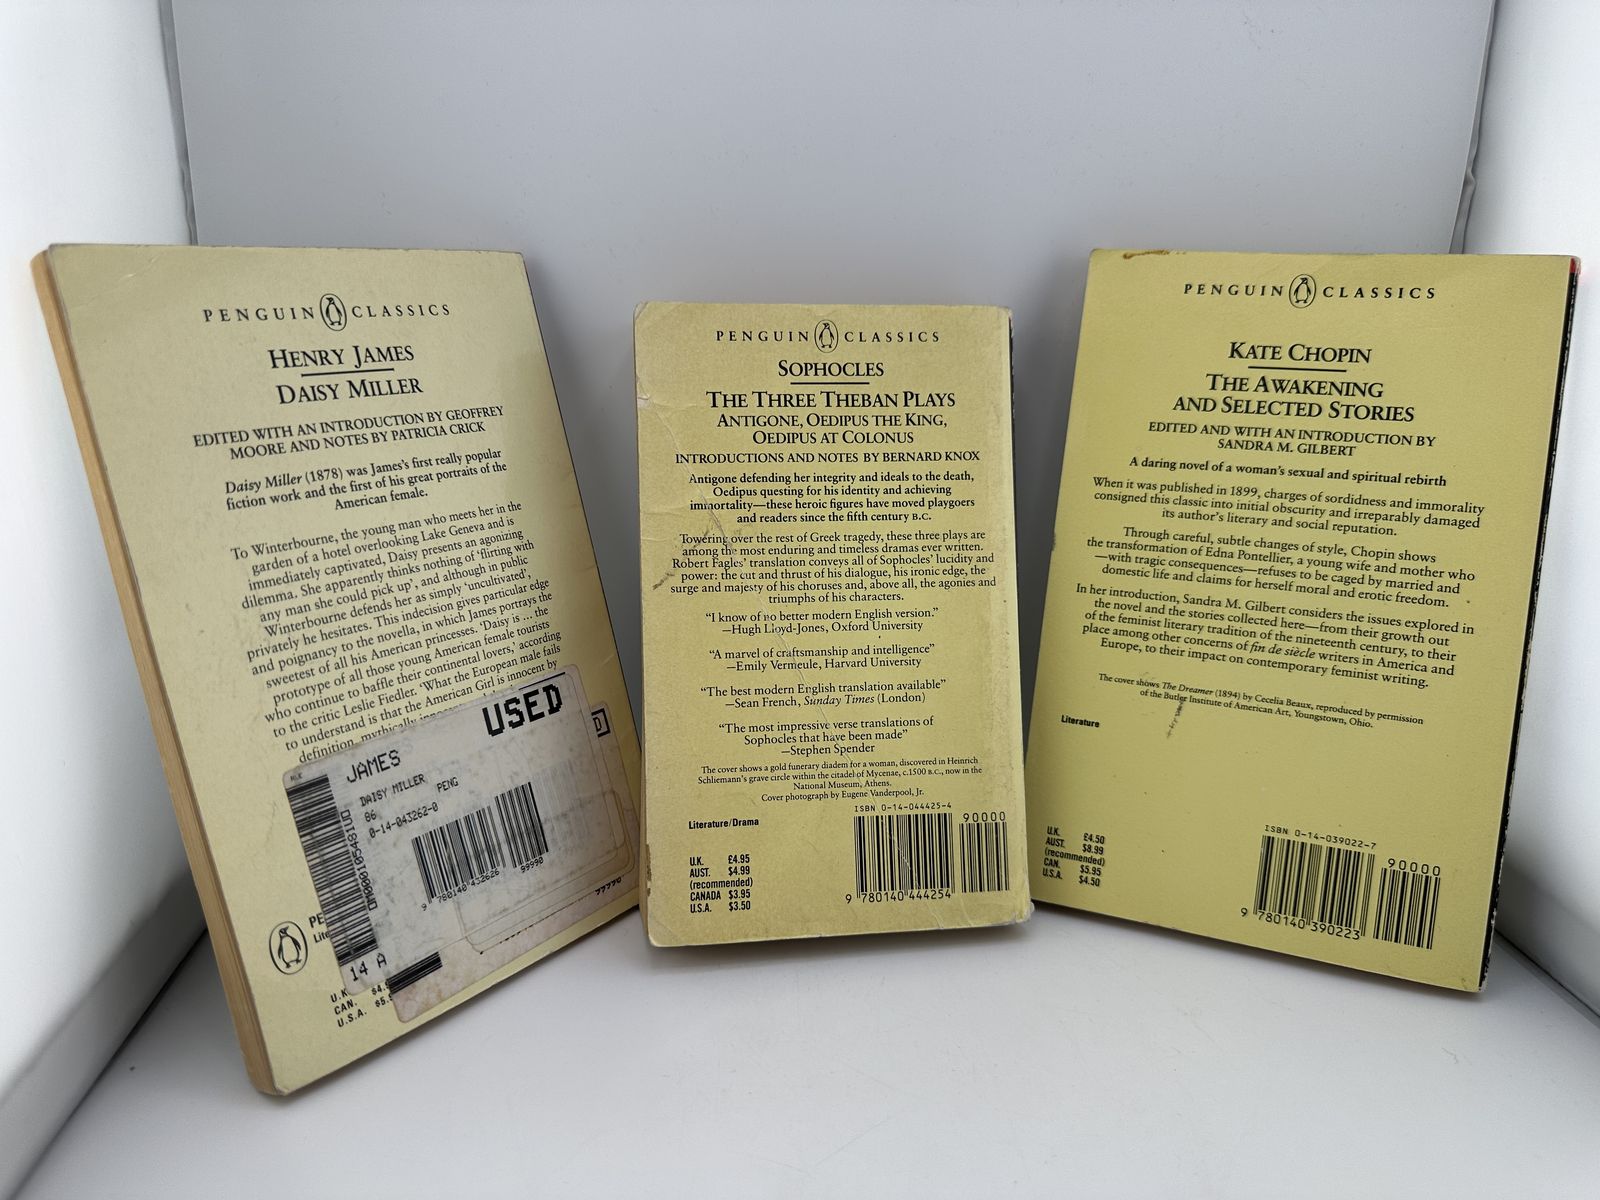 PENGUIN CLASSICS
HENRY JAMES
DAISY MILLER
EDITED WITH AN INTRODUCTION BY GEOFFREY
MOORE AND NOTES BY PATRICIA CRICK
Daisy Miller (1878) was James's first really popular
fiction work and the first of his great portraits of the
American female.
To Winterbourne, the young man who meets her in the
garden of a hotel overlooking Lake Geneva and is
immediately captivated, Daisy presents an agonizing
dilemma. She apparently thinks nothing of 'flirting with
any man she could pick up', and although in public
Winterbourne defends her as simply 'uncultivated',
privately he hesitates. This indecision gives particular edge
and poignancy to the novella, in which James portrays the
sweetest of all his American princesses. 'Daisy is ... the
prototype of all those young American female tourists
who continue to baffle their continental lovers,' according
to the critic Leslie Fiedler. 'What the European male fails
to understand is that the American Girl is innocent by
definition, mythically
USED
JAMES
DAISY MILLER
86 PENG
0-14-043262-0
9 780140 432626
99990
99990
14 A
PE
Lite
U.K.
CAN. $4.
U.S.A. $5.
PENGUIN CLASSICS
SOPHOCLES
THE THREE THEBAN PLAYS
ANTIGONE, OEDIPUS THE KING,
OEDIPUS AT COLONUS
INTRODUCTIONS AND NOTES BY BERNARD KNOX
Antigone defending her integrity and ideals to the death,
Oedipus questing for his identity and achieving
immortality—these heroic figures have moved playgoers
and readers since the fifth century B.C.
Towering over the rest of Greek tragedy, these three plays are
among the most enduring and timeless dramas ever written.
Robert Fagles' translation conveys all of Sophocles' lucidity and
power: the cut and thrust of his dialogue, his ironic edge, the
surge and majesty of his choruses and, above all, the agonies and
triumphs of his characters.
"I know of no better modern English version."
—Hugh Lloyd-Jones, Oxford University
"A marvel of craftsmanship and intelligence"
—Emily Vermeule, Harvard University
"The best modern English translation available"
—Sean French, Sunday Times (London)
"The most impressive verse translations of
Sophocles that have been made"
—Stephen Spender
The cover shows a gold funerary diadem for a woman, discovered in Heinrich
Schliemann's grave circle within the citadel of Mycenae, c.1500 B.C., now in the
National Museum, Athens.
Cover photograph by Eugene Vanderpool, Jr.
Literature/Drama
U.K. £4.95
AUST. $4.99
(recommended)
CANADA $3.95
U.S.A. $3.50
ISBN 0-14-044425-4
90000
9 780140 444254
PENGUIN CLASSICS
KATE CHOPIN
THE AWAKENING
AND SELECTED STORIES
EDITED AND WITH AN INTRODUCTION BY
SANDRA M. GILBERT
A daring novel of a woman's sexual and spiritual rebirth
When it was published in 1899, charges of sordidness and immorality
consigned this classic into initial obscurity and irreparably damaged
its author's literary and social reputation.
Through careful, subtle changes of style, Chopin shows
the transformation of Edna Pontellier, a young wife and mother who
—with tragic consequences—refuses to be caged by married and
domestic life and claims for herself moral and erotic freedom.
In her introduction, Sandra M. Gilbert considers the issues explored in
the novel and the stories collected here—from their growth out
of the feminist literary tradition of the nineteenth century, to their
place among other concerns of fin de siècle writers in America and
Europe, to their impact on contemporary feminist writing.
The cover shows The Dreamer (1894) by Cecelia Beaux, reproduced by permission
of the Butler Institute of American Art, Youngstown, Ohio.
Literature
U.K. £4.50
AUST. $8.99
(recommended)
CAN. $5.95
U.S.A. $4.50
ISBN 0-14-039022-7
90000
9 780140 390223